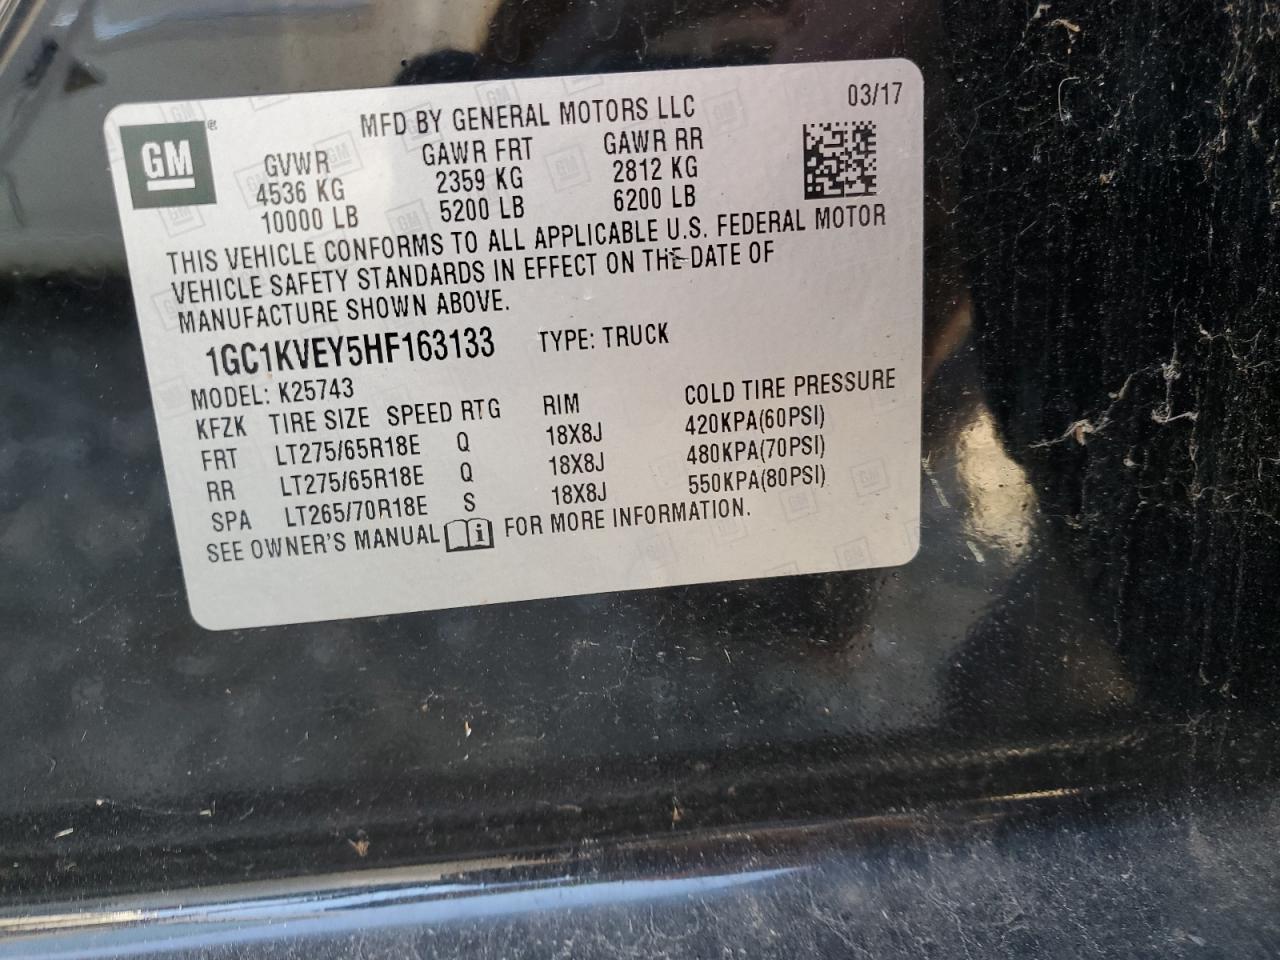 GM®
MFD BY GENERAL MOTORS LLC 03/17
GVWR GAWR FRT GAWR RR
4536 KG 2359 KG 2812 KG
10000 LB 5200 LB 6200 LB
THIS VEHICLE CONFORMS TO ALL APPLICABLE U.S. FEDERAL MOTOR
VEHICLE SAFETY STANDARDS IN EFFECT ON THE DATE OF
MANUFACTURE SHOWN ABOVE.
1GC1KVEY5HF163133 TYPE: TRUCK
MODEL: K25743
KFZK TIRE SIZE SPEED RTG RIM COLD TIRE PRESSURE
FRT LT275/65R18E Q 18X8J 420KPA(60PSI)
RR LT275/65R18E Q 18X8J 480KPA(70PSI)
SPA LT265/70R18E S 18X8J 550KPA(80PSI)
SEE OWNER'S MANUAL i FOR MORE INFORMATION.